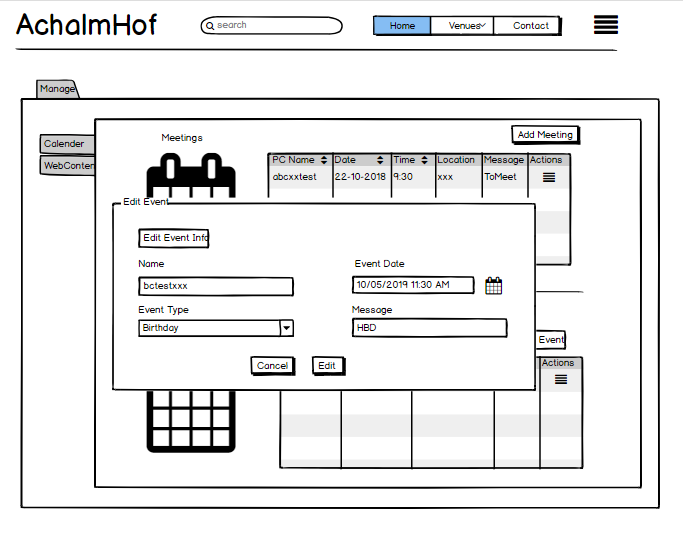 AchalmHof
search
Home
Venues
Contact
Manage
Calender
WebConten
Meetings
Add Meeting
PC Name Date Time Location Message Actions
abcxxtest 22-10-2018 9:30 xxx ToMeet
Edit Event
Edit Event Info
Name
bctestxxx
Event Date
10/05/2019 11:30 AM
Event Type
Birthday
Message
HBD
Cancel
Edit
Event
Actions